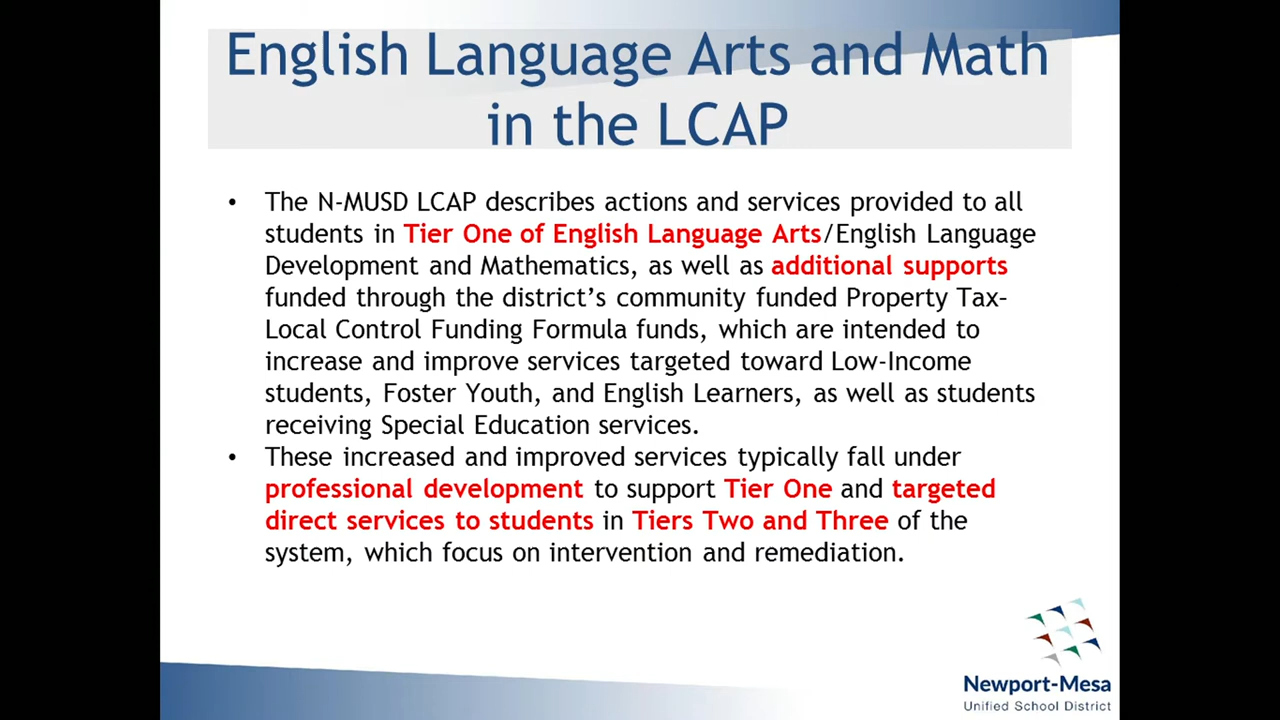 English Language Arts and Math
in the LCAP
• The N-MUSD LCAP describes actions and services provided to all
students in Tier One of English Language Arts/English Language
Development and Mathematics, as well as additional supports
funded through the district’s community funded Property Tax-
Local Control Funding Formula funds, which are intended to
increase and improve services targeted toward Low-Income
students, Foster Youth, and English Learners, as well as students
receiving Special Education services.
• These increased and improved services typically fall under
professional development to support Tier One and targeted
direct services to students in Tiers Two and Three of the
system, which focus on intervention and remediation.
Newport-Mesa
Unified School District